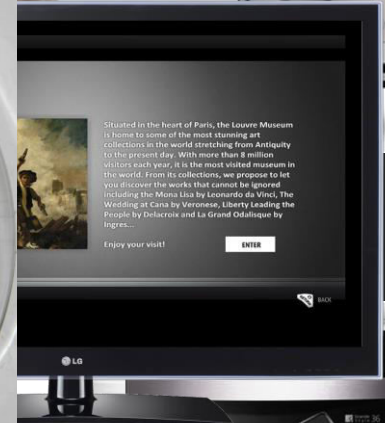 Situated in the heart of Paris, the Louvre Museum
is home to some of the most stunning art
collections in the world stretching from Antiquity
to the present day. With more than 8 million
visitors each year, it is the most visited museum in
the world. From its collections, we propose to let
you discover the works that cannot be ignored
including the Mona Lisa by Leonardo da Vinci, The
Wedding at Cana by Veronese, Liberty Leading the
People by Delacroix and La Grand Odalisque by
Ingres...
Enjoy your visit!
ENTER
BACK
LG
36